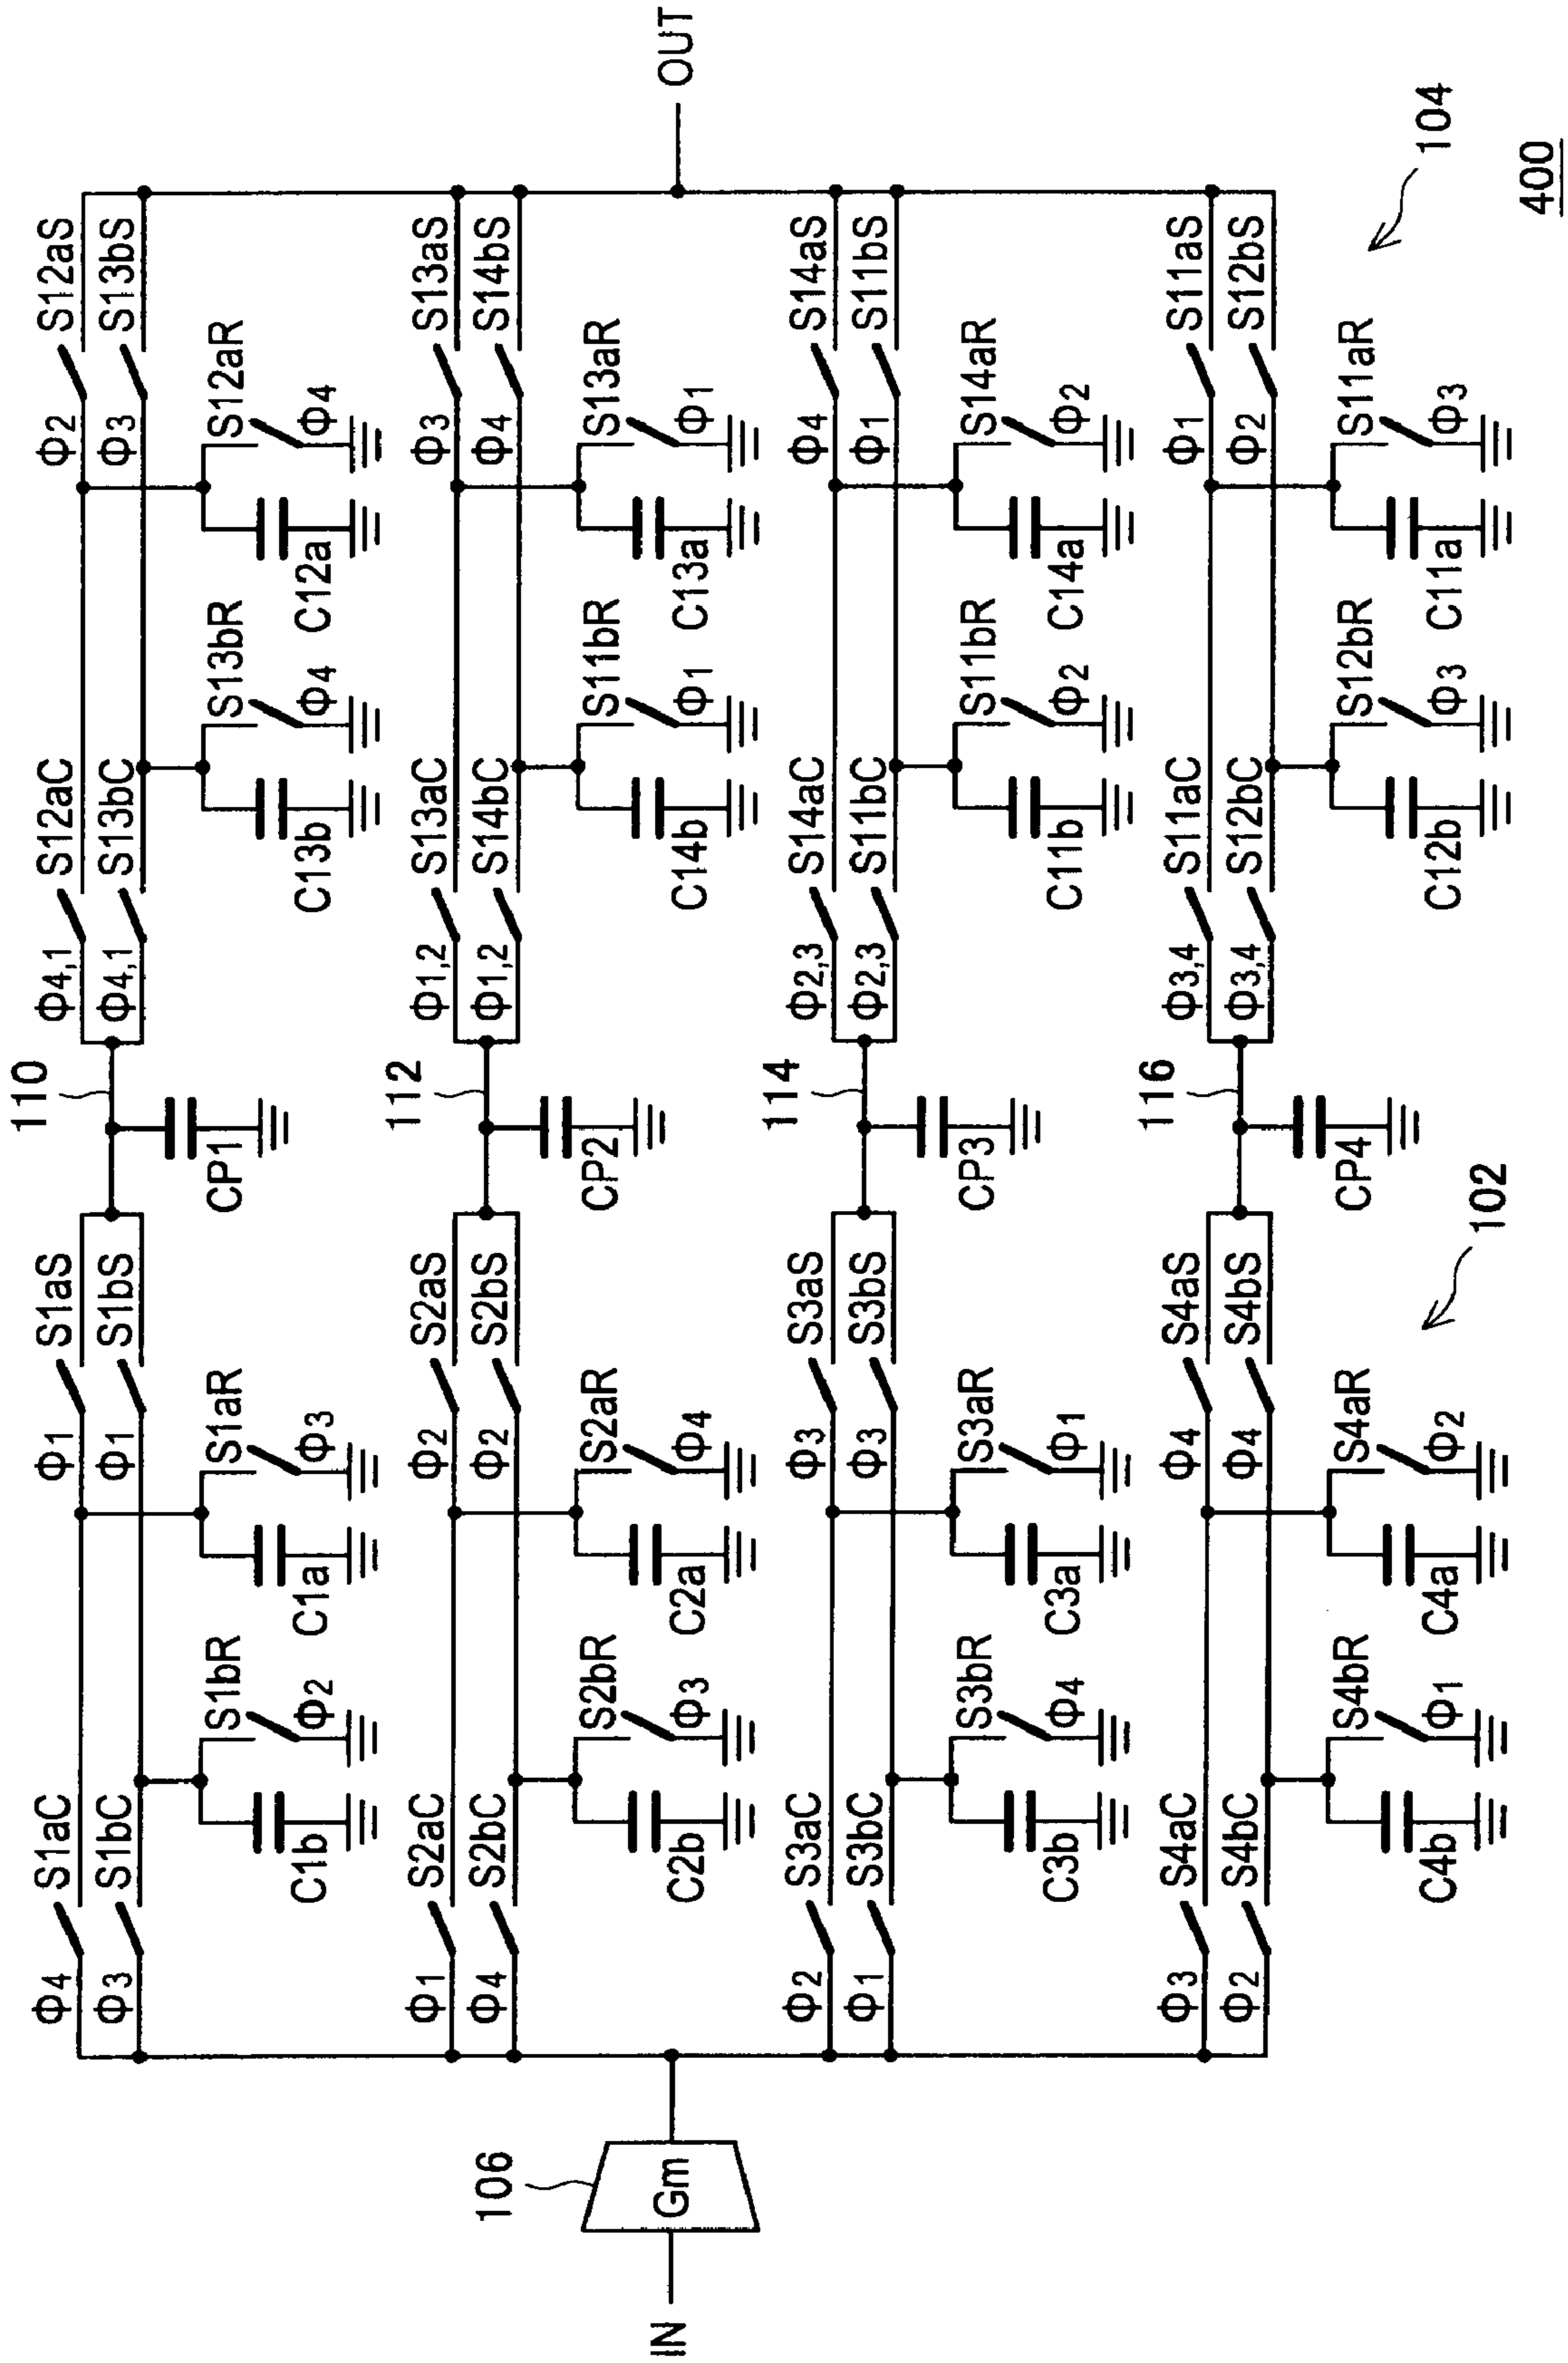 IN
106
Gm
Φ4 S1aC
Φ3 S1bC
S1bR
Φ2
C1b
S1aR
Φ3
C1a
Φ1 S1aS
Φ1 S1bS
110
CP1
Φ4,1 S12aC
Φ4,1 S13bC
S13bR
Φ4
C13b
S12aR
Φ4
C12a
Φ2 S12aS
Φ3 S13bS
Φ1 S2aC
Φ4 S2bC
S2bR
Φ3
C2b
S2aR
Φ4
C2a
Φ2 S2aS
Φ2 S2bS
112
CP2
Φ1,2 S13aC
Φ1,2 S14bC
S11bR
Φ1
C14b
S13aR
Φ1
C13a
Φ3 S13aS
Φ4 S14bS
Φ2 S3aC
Φ1 S3bC
S3bR
Φ4
C3b
S3aR
Φ1
C3a
Φ3 S3aS
Φ3 S3bS
114
CP3
Φ2,3 S14aC
Φ2,3 S11bC
S11bR
Φ2
C11b
S14aR
Φ2
C14a
Φ4 S14aS
Φ1 S11bS
Φ3 S4aC
Φ2 S4bC
S4bR
Φ1
C4b
S4aR
Φ2
C4a
Φ4 S4aS
Φ4 S4bS
116
CP4
Φ3,4 S11aC
Φ3,4 S12bC
S12bR
Φ3
C12b
S11aR
Φ3
C11a
Φ1 S11aS
Φ2 S12bS
OUT
102
104
400